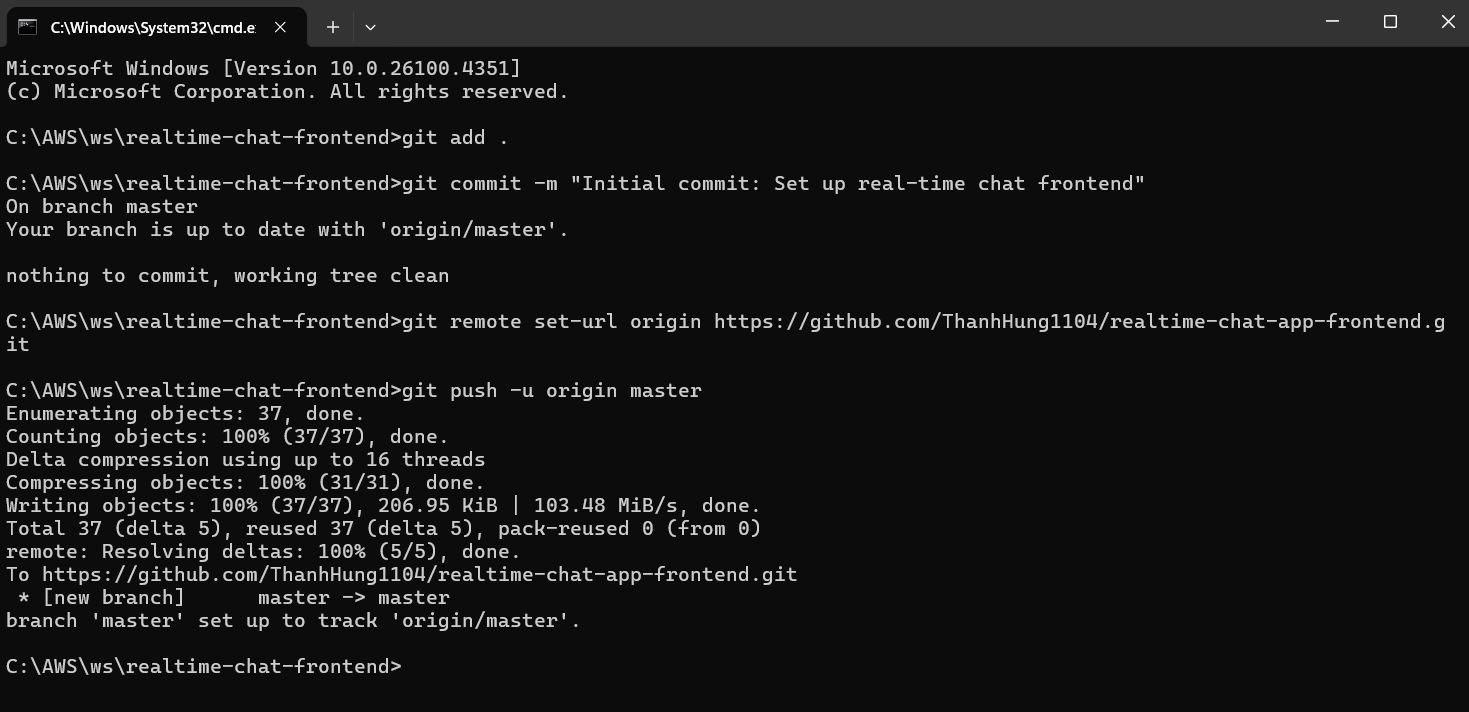 C:\Windows\System32\cmd.e
Microsoft Windows [Version 10.0.26100.4351]
(c) Microsoft Corporation. All rights reserved.
C:\AWS\ws\realtime-chat-frontend>git add .
C:\AWS\ws\realtime-chat-frontend>git commit -m "Initial commit: Set up real-time chat frontend"
On branch master
Your branch is up to date with 'origin/master'.
nothing to commit, working tree clean
C:\AWS\ws\realtime-chat-frontend>git remote set-url origin https://github.com/ThanhHung1104/realtime-chat-app-frontend.g
it
C:\AWS\ws\realtime-chat-frontend>git push -u origin master
Enumerating objects: 37, done.
Counting objects: 100% (37/37), done.
Delta compression using up to 16 threads
Compressing objects: 100% (31/31), done.
Writing objects: 100% (37/37), 206.95 KiB | 103.48 MiB/s, done.
Total 37 (delta 5), reused 37 (delta 5), pack-reused 0 (from 0)
remote: Resolving deltas: 100% (5/5), done.
To https://github.com/ThanhHung1104/realtime-chat-app-frontend.git
 * [new branch]      master -> master
branch 'master' set up to track 'origin/master'.
C:\AWS\ws\realtime-chat-frontend>